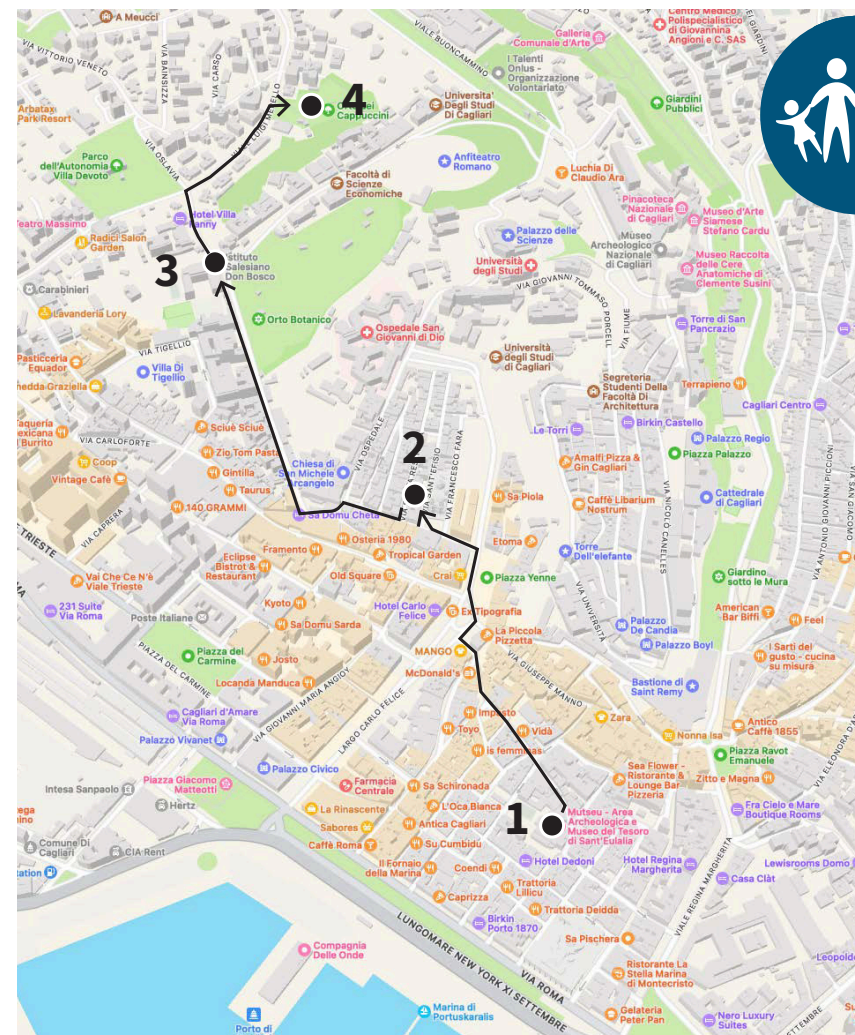 A Meucci
VIALE BUONCAMMINO
Centro Medico
Polispecialistico
di Giovannina
Angioni e C. SAS
Galleria
Comunale d'Arte
VIA VITTORIO VENETO
VIA BAINSIZZA
VIA CARSO
I Talenti
Onlus -
Organizzazione
Volontariato
Arbatax
Park Resort
4
Cappuccini
Universita'
Degli Studi
Di Cagliari
Giardini
Pubblici
VIA OSLAVIA
Parco
dell'Autonomia
Villa Devoto
Anfiteatro
Romano
Facoltà di
Scienze
Economiche
Luchia Di
Claudio Ara
Pinacoteca
Nazionale
di Cagliari
Museo d'Arte
Siamese
Stefano Cardu
Teatro Massimo
Hotel Villa
Fanny
Radici Salon
Garden
Palazzo delle
Scienze
Museo
Archeologico
Nazionale
di Cagliari
Museo Raccolta
delle Cere
Anatomiche di
Clemente Susini
3
Istituto
Salesiano
Don Bosco
Università
degli Studi
Carabinieri
VIA GIOVANNI TOMMASO PORCELL
VIA FIUME
Lavanderia Lory
Orto Botanico
Ospedale San
Giovanni di Dio
Torre di San
Pancrazio
VIA TIGELLIO
Pasticceria
Equador
Villa Di
Tigellio
Università
degli Studi
di Cagliari
Segreteria
Studenti Della
Facoltà Di
Architettura
Terrapieno
Cagliari Centro
Sciuè Sciuè
VIA CARLOFORTE
Zio Tom Pasta
VIA OSPEDALE
2
VIA SANT'EFISIO
VIA FRANCESCO FARA
Le Torri
Birkin Castello
Palazzo Regio
Piazza Palazzo
Coop
Vintage Cafè
Gintilla
Taurus
Chiesa di
San Michele
Arcangelo
Amalfi Pizza &
Gin Cagliari
Cattedrale
di Cagliari
VIA ANTONIO GIOVANNI PICCIONI
VIA SAN GIACOMO
.140.GRAMMI
Sa Domu Cheta
Sa Piola
Caffè Libarium
Nostrum
VIA NICOLO CANELLES
VIA CAPRERA
Osteria 1980
Framento
Tropical Garden
Etoma
Torre
Dell'elefante
Eclipse
Bistrot &
Restaurant
Old Square
Crai
Piazza Yenne
Giardino
sotto le Mura
Vai Che Ce N'è
Viale Trieste
Kyoto
Hotel Carlo
Felice
Ex Tipografia
VIA UNIVERSITÀ
American
Bar Biffi
Feel
231 Suite
Via Roma
Poste Italiane
Sa Domu Sarda
La Piccola
Pizzetta
Palazzo
De Candia
Palazzo Boyl
PIAZZA DEL CARMINE
Piazza del
Carmine
Josto
MANGO
McDonald's
VIA GIUSEPPE MANNO
I Sarti del
gusto - cucina
su misura
Locanda Manduca
VIA GIOVANNI MARIA ANGIOY
Bastione di
Saint Remy
Cagliari d'Amare
Via Roma
LARGO CARLO FELICE
Imposto
Toyo
Vidà
Zara
Nonna Isa
Antico
Caffè 1855
Palazzo Vivanet
is femminas
Palazzo Civico
Piazza Ravot
Emanuele
Piazza Giacomo
Matteotti
Farmacia
Centrale
Sa Schironada
Sea Flower -
Ristorante &
Lounge Bar
Pizzeria
Zitto e Magna
Intesa Sanpaolo
Hertz
La Rinascente
L'Oca Bianca
1
Mutseu - Area
Archeologica e
Museo del Tesoro
di Sant'Eulalia
Fra Cielo e Mare
Boutique Rooms
Sabores
Antica Cagliari
Comune Di
Cagliari
CIA Rent
Caffè Roma
Su Cumbidu
Hotel Dedoni
Hotel Regina
Margherita
Lewisrooms Domo
Il Fornaio
della Marina
Coendi
Casa Clàt
Caprizza
Trattoria
Lillicu
VIALE REGINA MARGHERITA
Trattoria Deidda
Birkin
Porto 1870
Sa Pischera
Compagnia
Delle Onde
LUNGOMARE NEW YORK XI SETTEMBRE
VIA ROMA
Ristorante La
Stella Marina
di Montecristo
Marina di
Portuskaralis
Gelateria
Peter Pan
Nero Luxury
Suites
Porto di